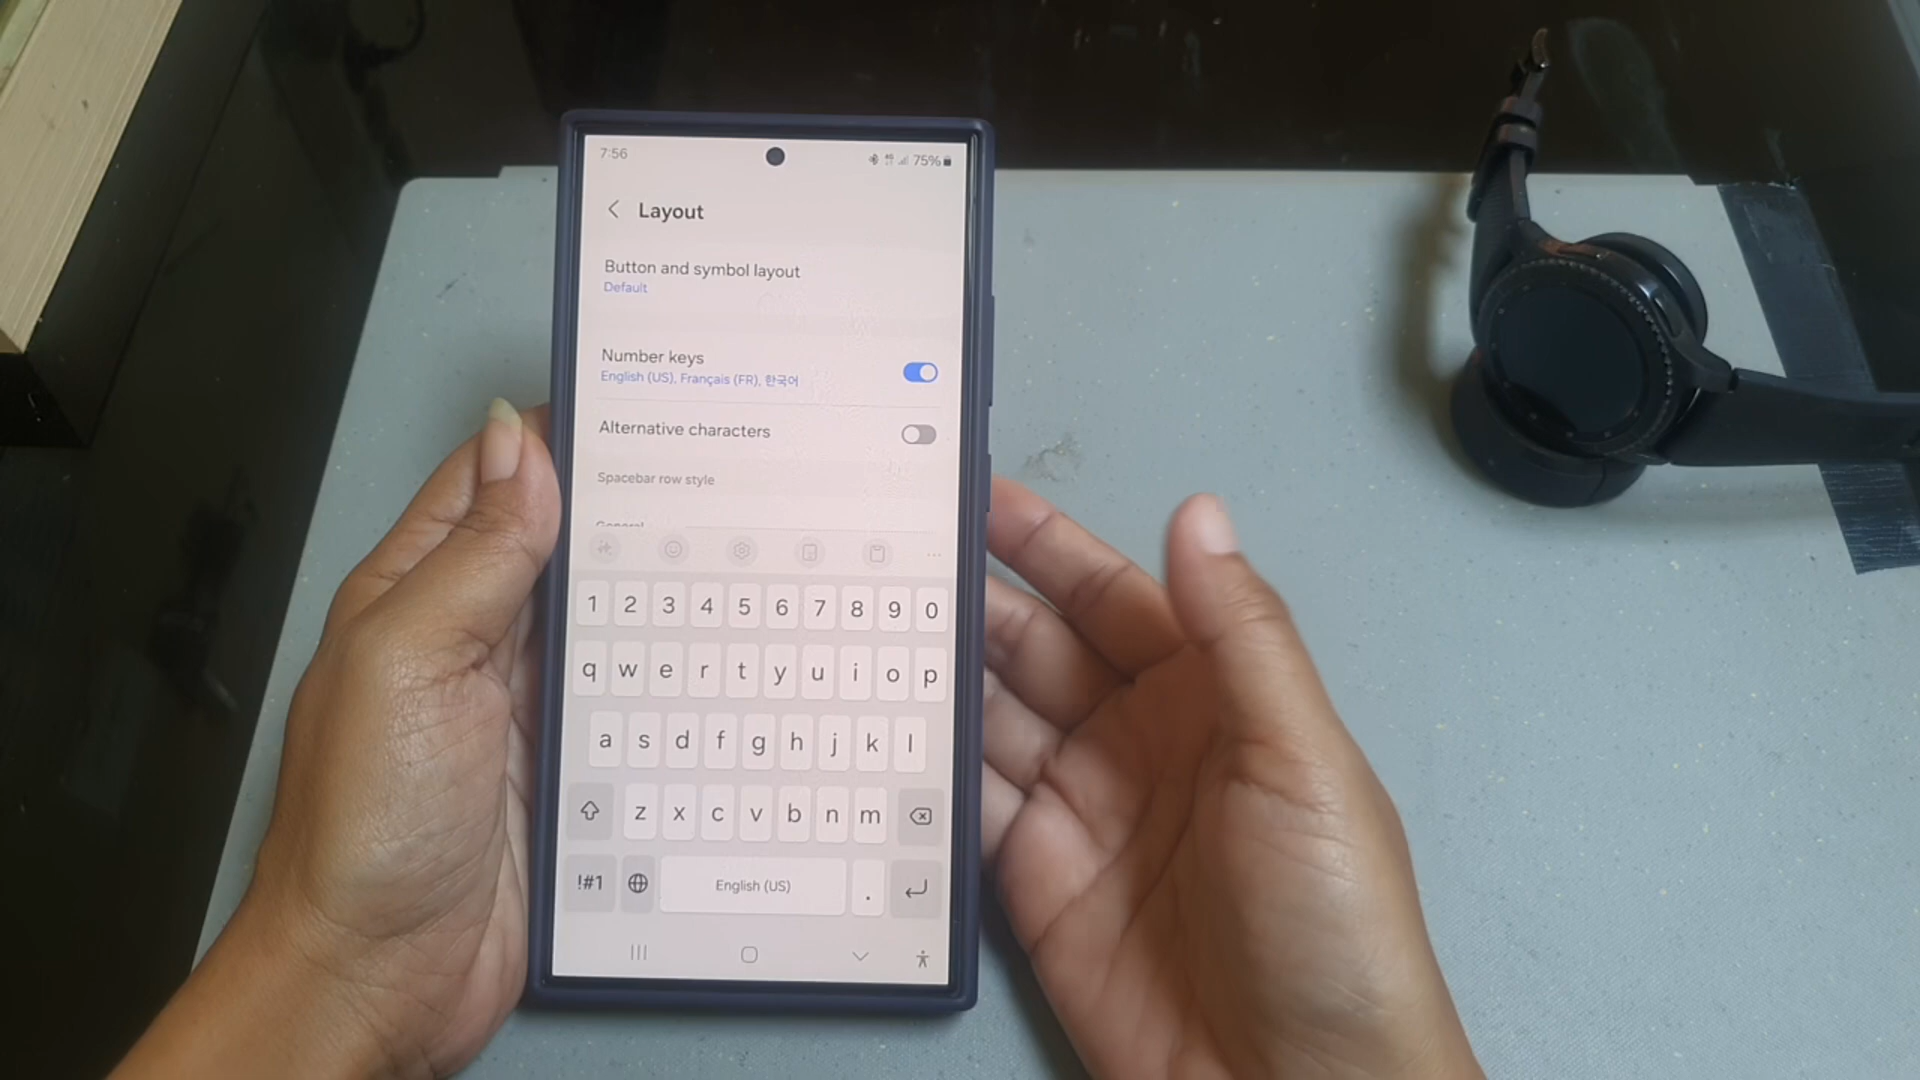 7:56
75%
Layout
Button and symbol layout
Default
Number keys
English (US), Français (FR), 한국어
Alternative characters
Spacebar row style
General
1 2 3 4 5 6 7 8 9 0
q w e r t y u i o p
a s d f g h j k l
z x c v b n m
!#1
English (US)
.